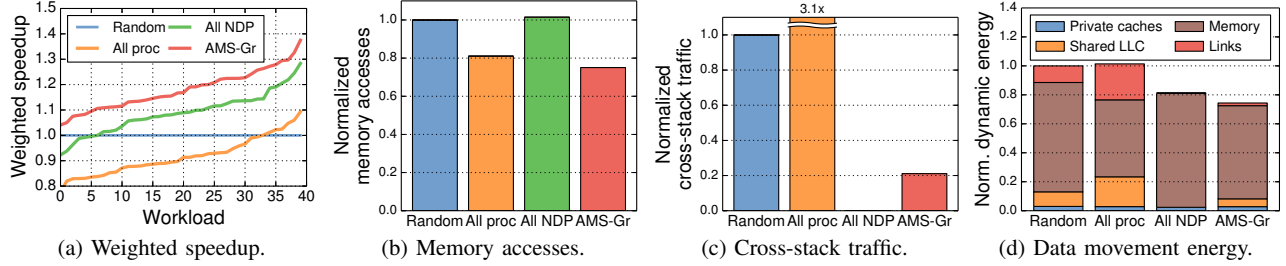 Weighted speedup
1.5
1.4
1.3
1.2
1.1
1.0
0.9
0.8
Random
All proc
All NDP
AMS-Gr
0 5 10 15 20 25 30 35 40
Workload
(a) Weighted speedup.
Normalized
memory accesses
1.0
0.8
0.6
0.4
0.2
0.0
Random All proc All NDP AMS-Gr
(b) Memory accesses.
Normalized
cross-stack traffic
3.1x
1.0
0.8
0.6
0.4
0.2
0.0
Random All proc All NDP AMS-Gr
(c) Cross-stack traffic.
Norm. dynamic energy
1.4
1.2
1.0
0.8
0.6
0.4
0.2
0.0
Private caches
Shared LLC
Memory
Links
Random All proc All NDP AMS-Gr
(d) Data movement energy.